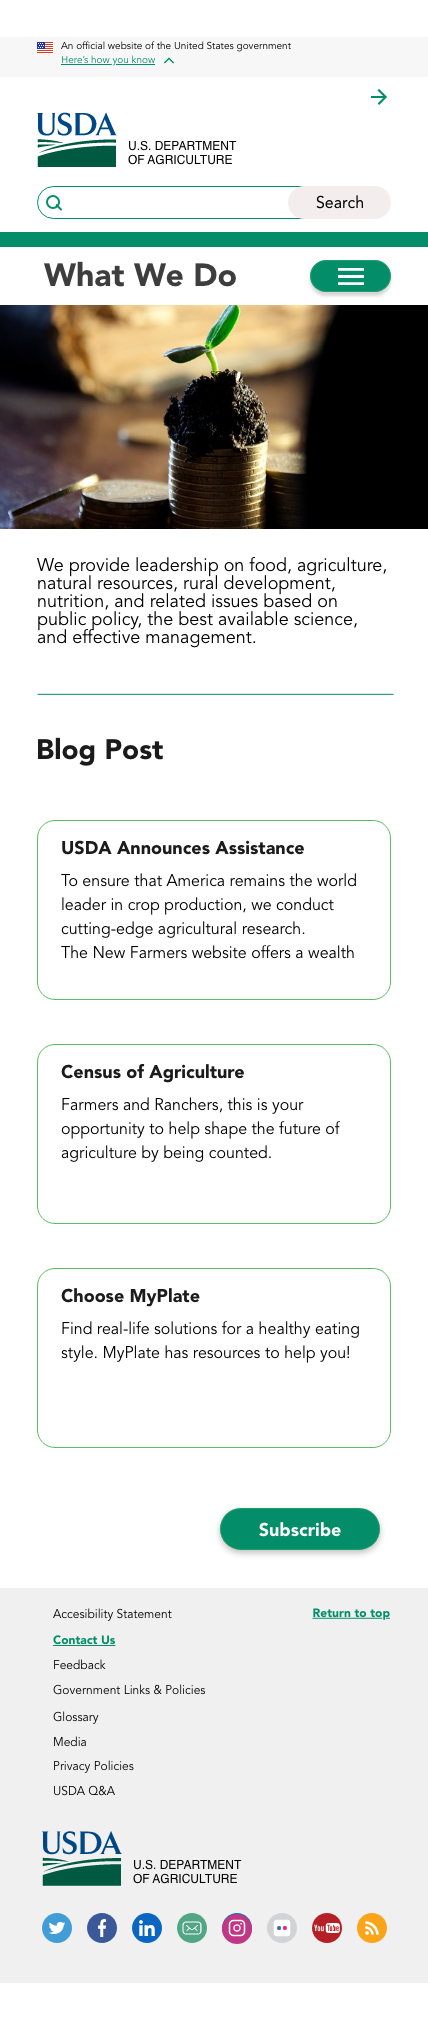 An official website of the United States government
Here's how you know
USDA
U.S. DEPARTMENT
OF AGRICULTURE
Search
What We Do
We provide leadership on food, agriculture,
natural resources, rural development,
nutrition, and related issues based on
public policy, the best available science,
and effective management.
Blog Post
USDA Announces Assistance
To ensure that America remains the world
leader in crop production, we conduct
cutting-edge agricultural research.
The New Farmers website offers a wealth
Census of Agriculture
Farmers and Ranchers, this is your
opportunity to help shape the future of
agriculture by being counted.
Choose MyPlate
Find real-life solutions for a healthy eating
style. MyPlate has resources to help you!
Subscribe
Accesibility Statement
Return to top
Contact Us
Feedback
Government Links & Policies
Glossary
Media
Privacy Policies
USDA Q&A
USDA
U.S. DEPARTMENT
OF AGRICULTURE
f
in
You Tube